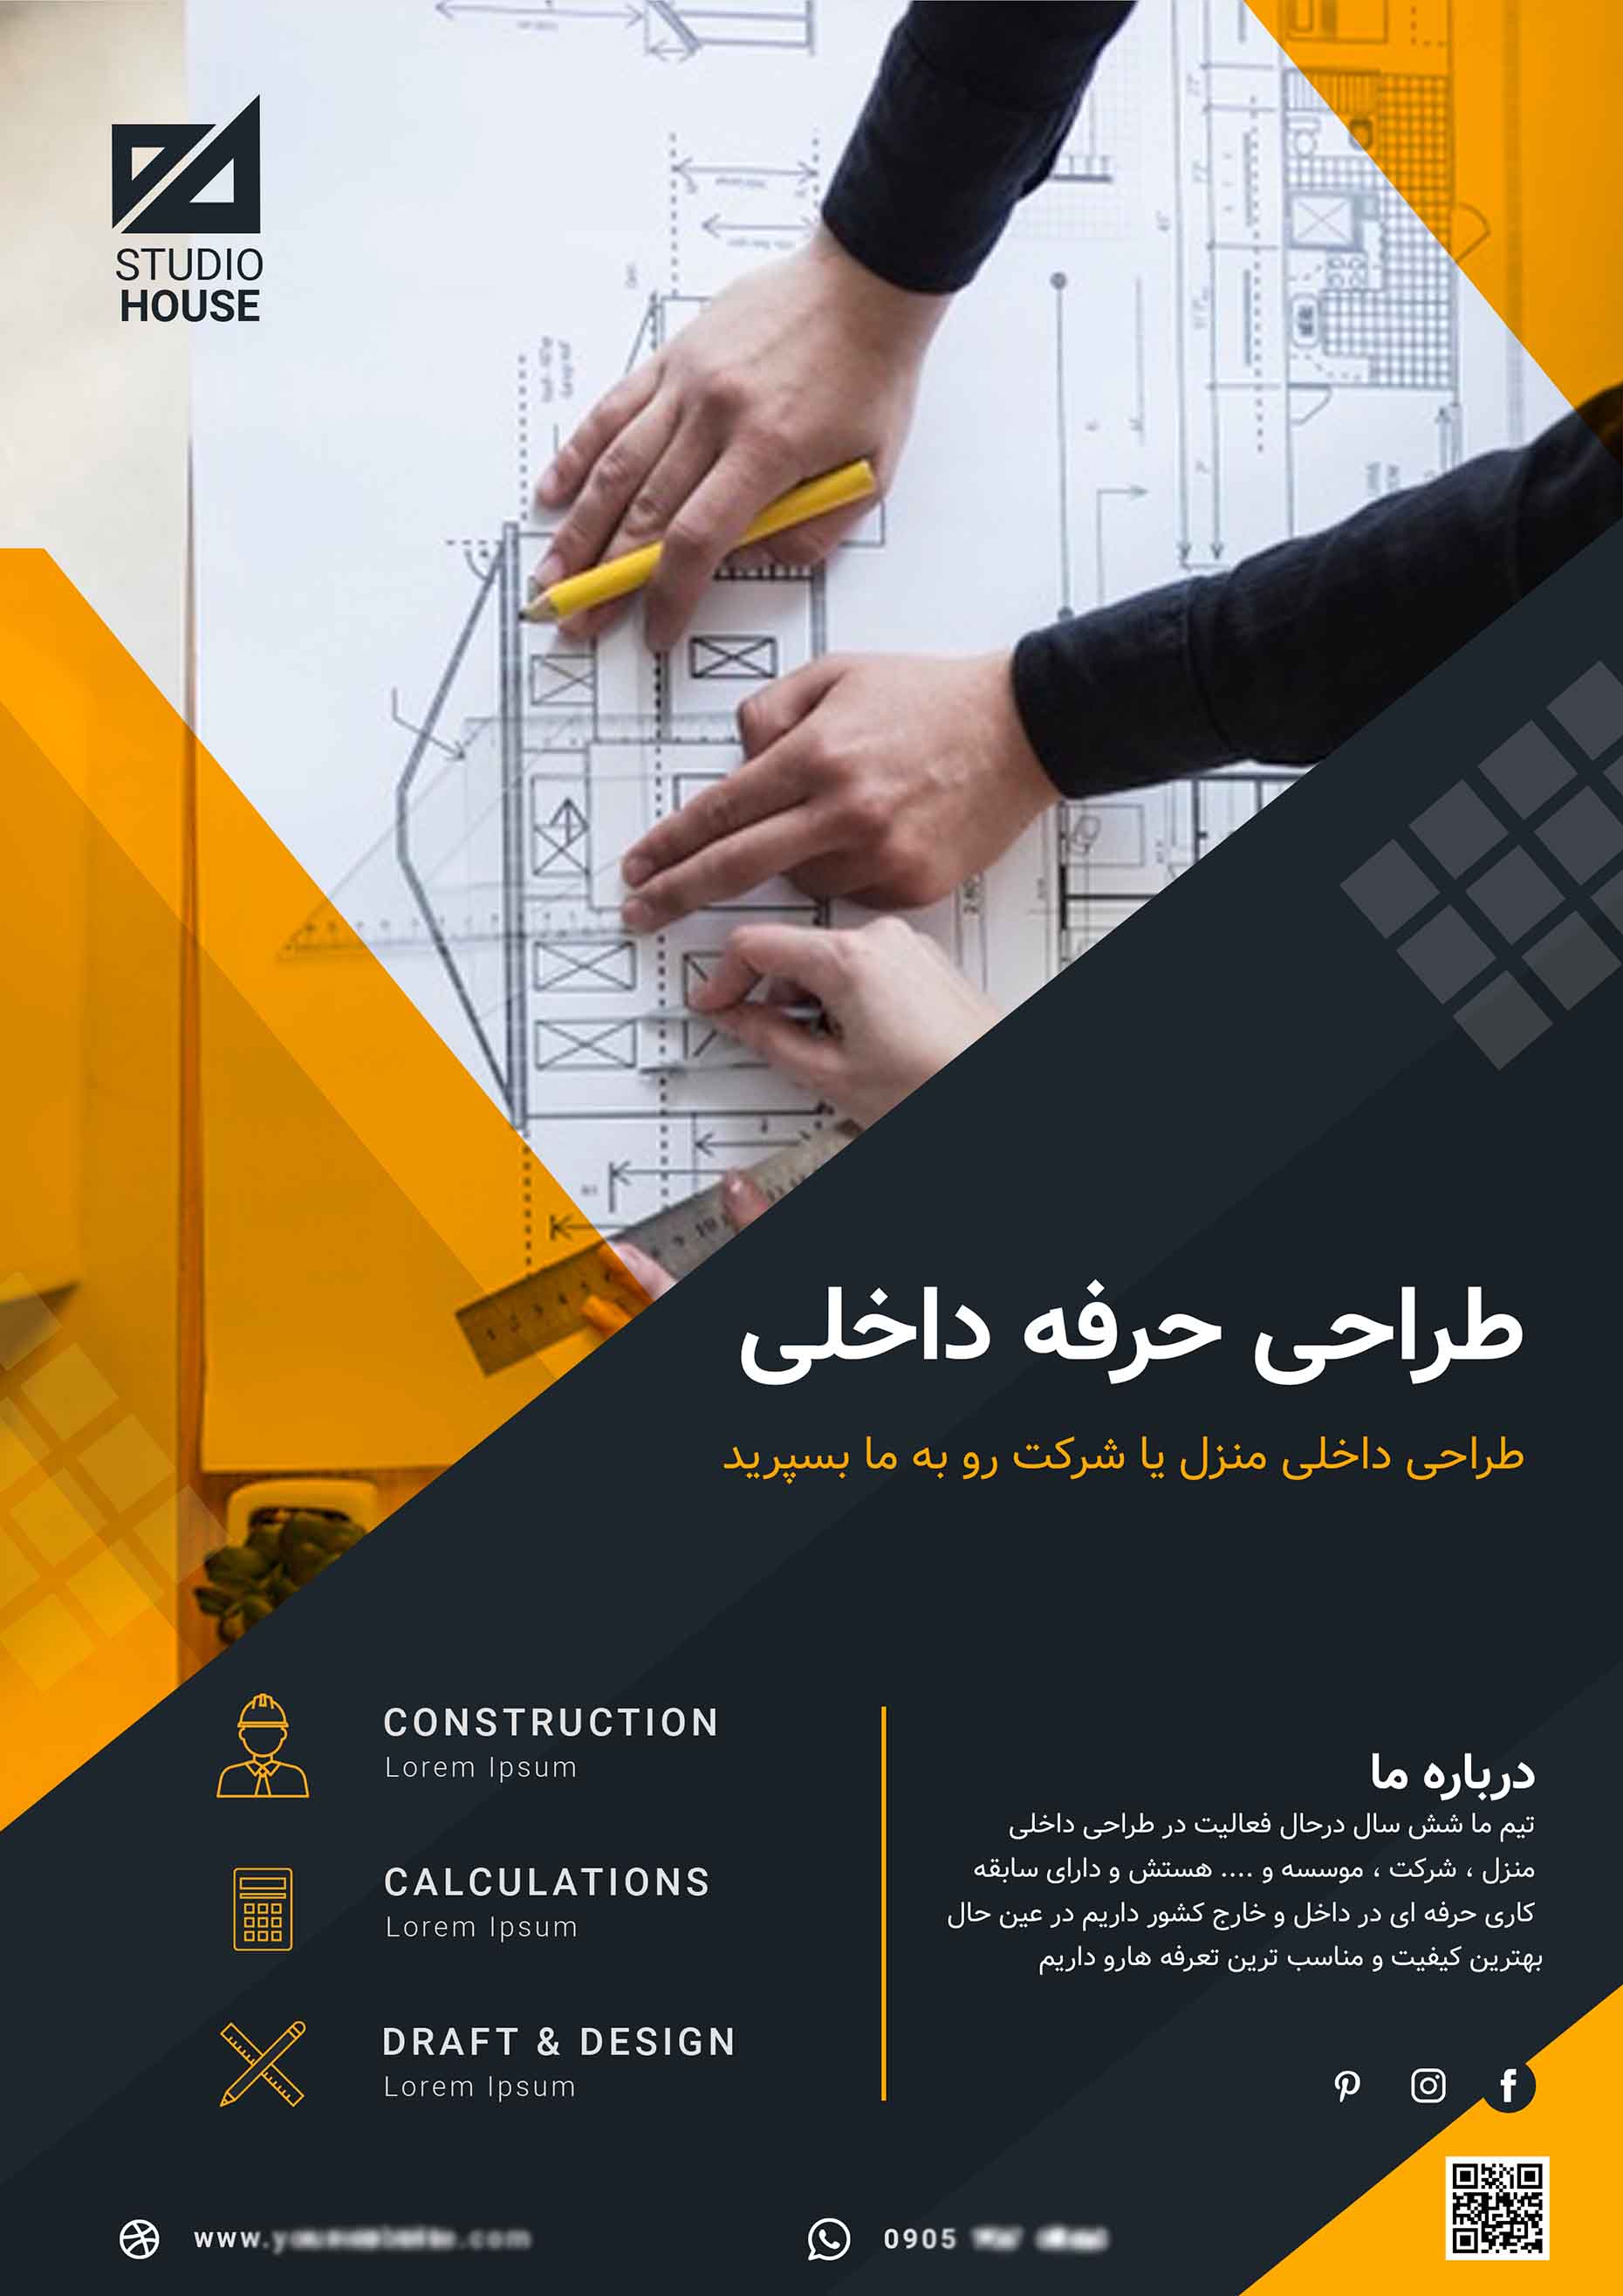 STUDIO
HOUSE
طراحی حرفه داخلی
طراحی داخلی منزل یا شرکت رو به ما بسپرید
CONSTRUCTION
Lorem Ipsum
CALCULATIONS
Lorem Ipsum
DRAFT & DESIGN
Lorem Ipsum
درباره ما
تیم ما شش سال درحال فعالیت در طراحی داخلی
منزل ، شرکت ، موسسه و .... هستش و دارای سابقه
کاری حرفه ای در داخل و خارج کشور داریم در عین حال
بهترین کیفیت و مناسب ترین تعرفه هارو داریم
www.
0905